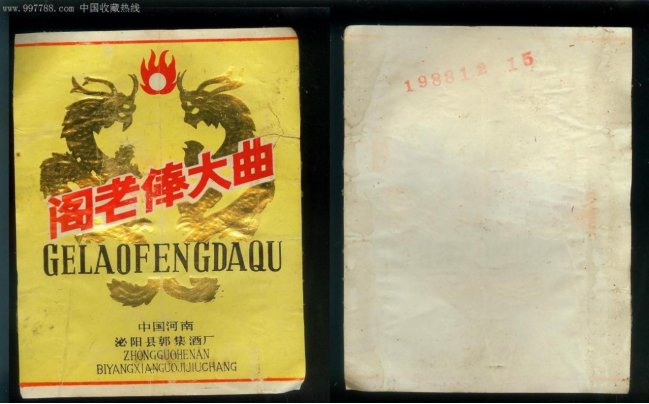 www.997788.com 中国收藏热线
阁老俸大曲
GELAOFENGDAQU
中国河南
泌阳县郭集酒厂
ZHONGGUOHENAN
BIYANGXIANGUOJIJIUCHANG
198812 15